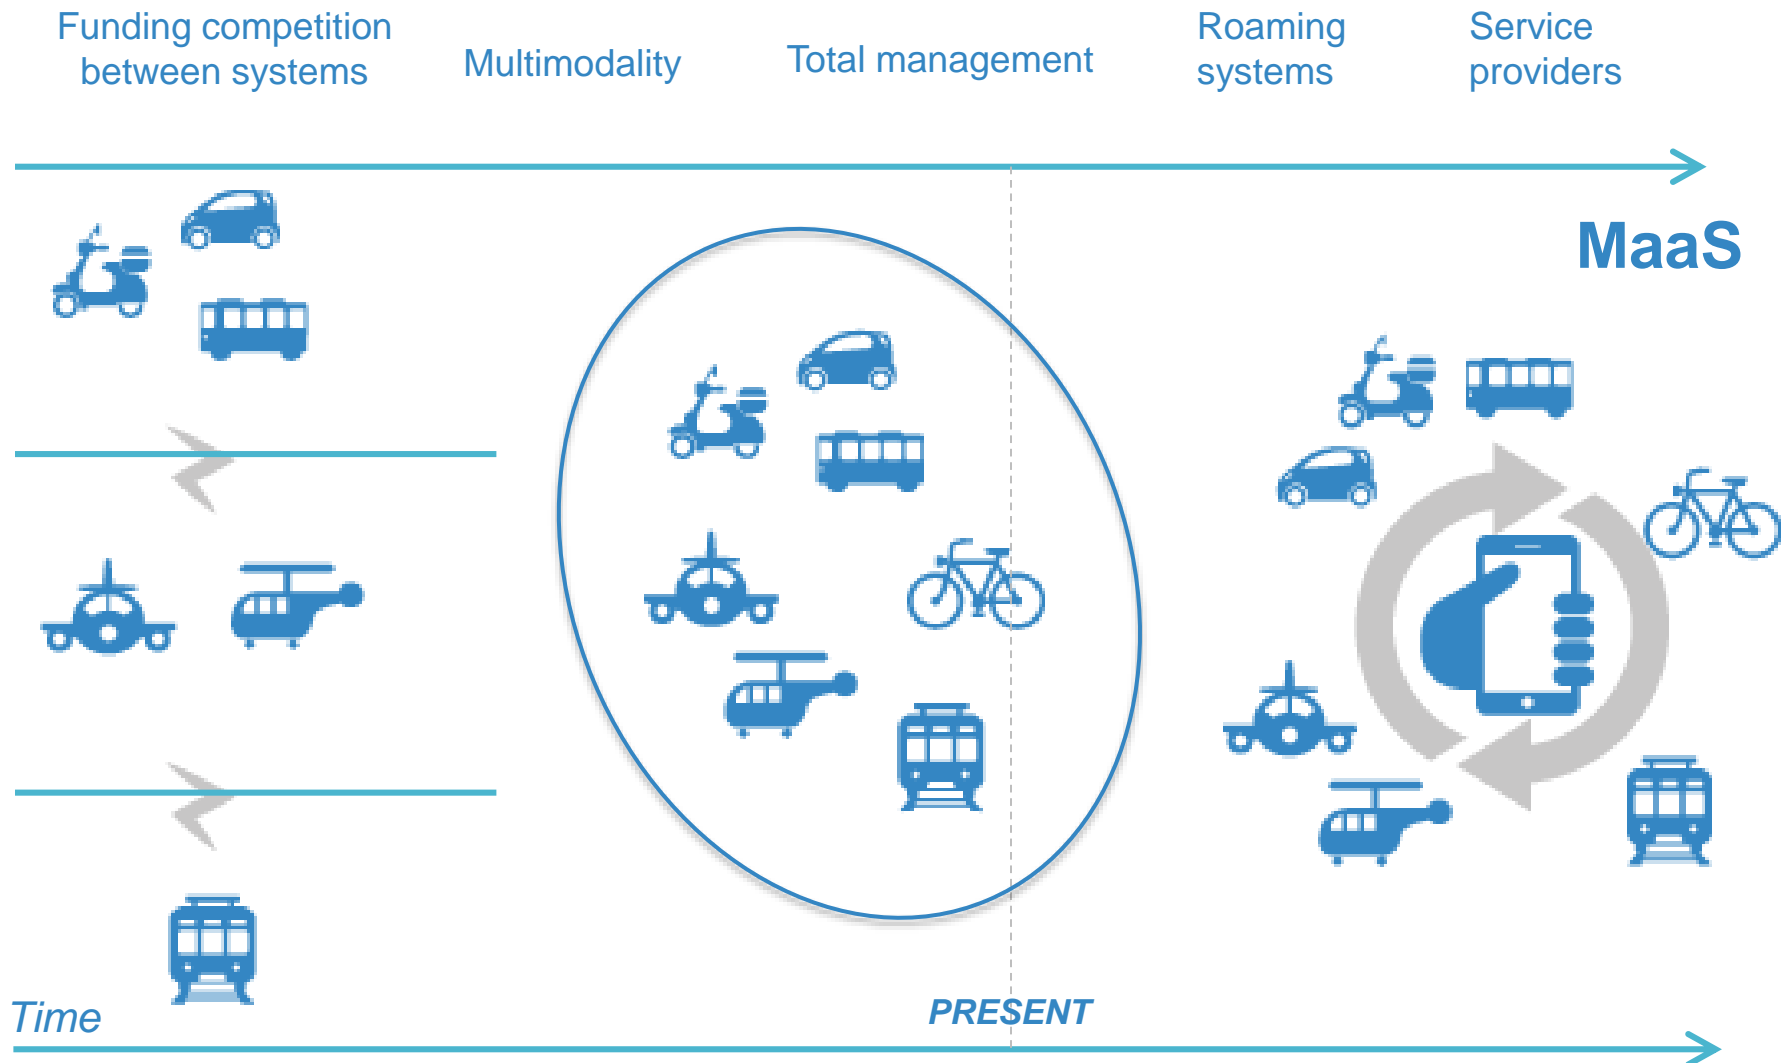 Funding competition
between systems
Multimodality
Total management
Roaming
systems
Service
providers
MaaS
Time
PRESENT